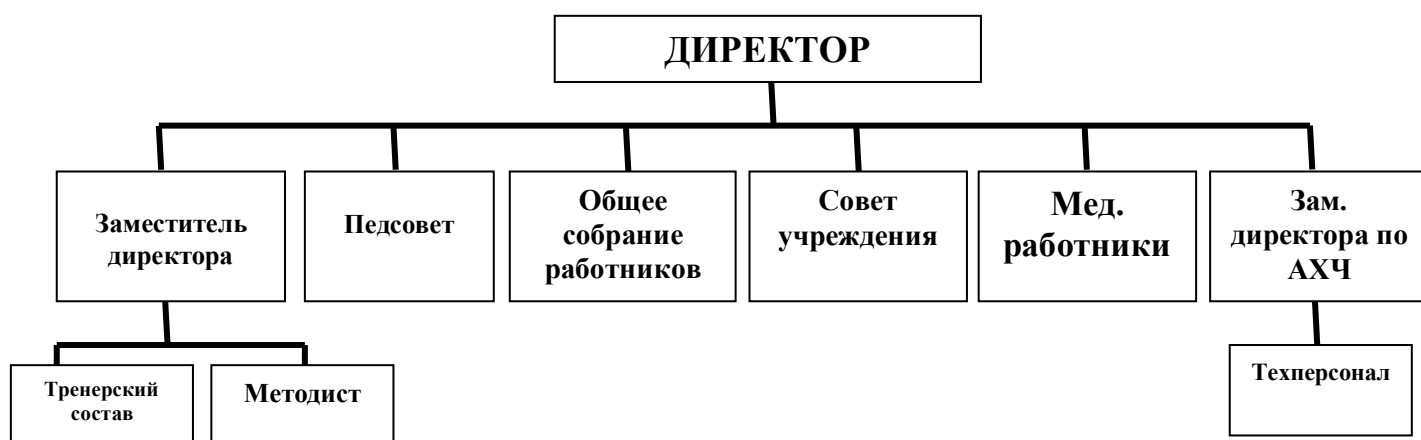 ДИРЕКТОР
Заместитель
директора
Педсовет
Общее
собрание
работников
Совет
учреждения
Мед.
работники
Зам.
директора по
АХЧ
Тренерский
состав
Методист
Техперсонал